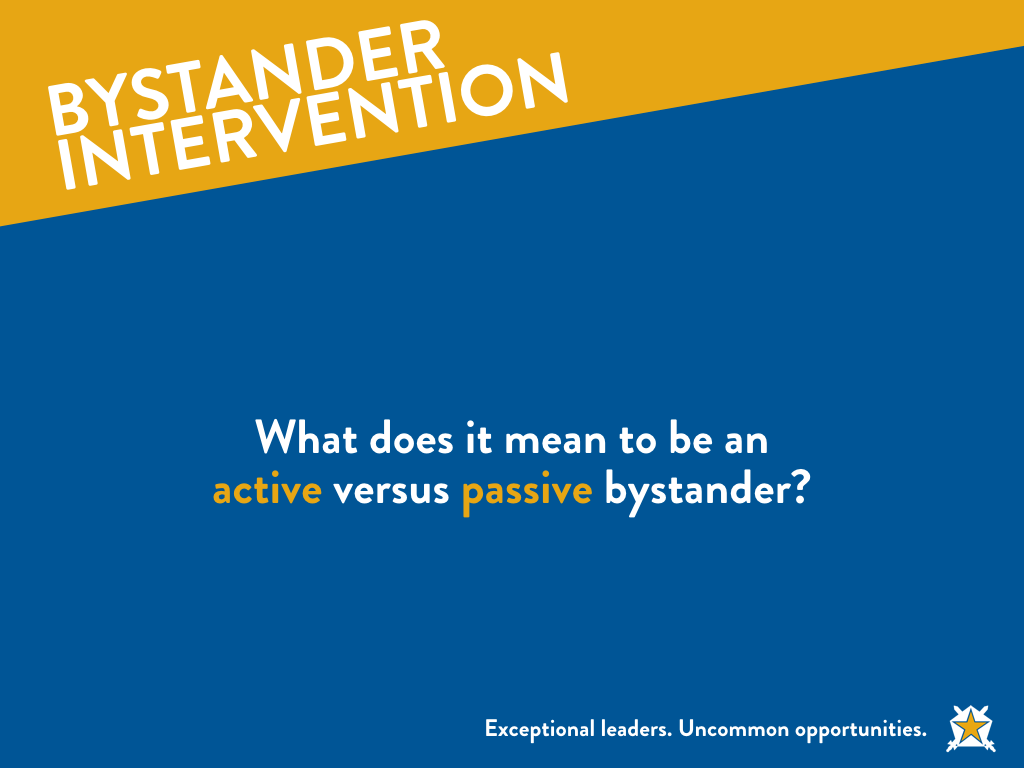 BYSTANDER
INTERVENTION
What does it mean to be an
active versus passive bystander?
Exceptional leaders. Uncommon opportunities.